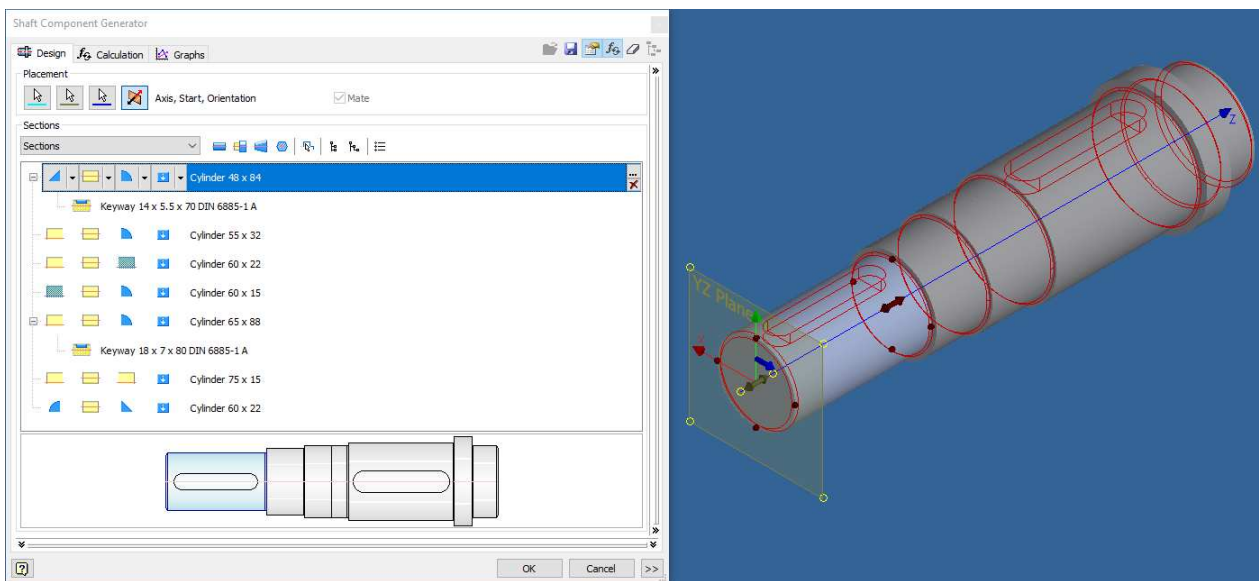 Shaft Component Generator
Design
Calculation
Graphs
Placement
Axis, Start, Orientation
Mate
Sections
Sections
Cylinder 48 x 84
Keyway 14 x 5.5 x 70 DIN 6885-1 A
Cylinder 55 x 32
Cylinder 60 x 22
Cylinder 60 x 15
Cylinder 65 x 88
Keyway 18 x 7 x 80 DIN 6885-1 A
Cylinder 75 x 15
Cylinder 60 x 22
OK
Cancel
>>
YZ Plane
Z